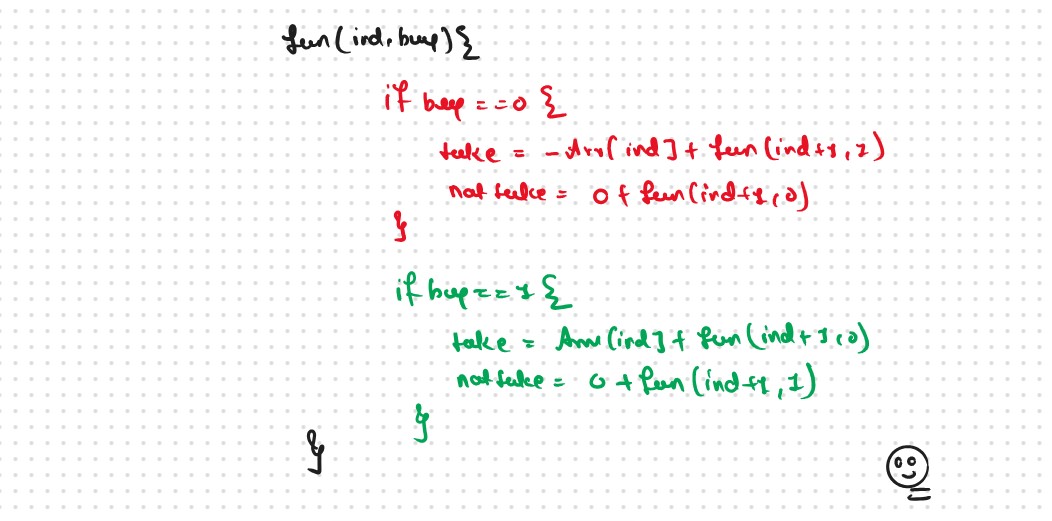 fun(ind, buy){
if buy == 0 {
take = -Arr[ind] + fun(ind+1, 1)
not take = 0 + fun(ind+1, 0)
}
if buy == 1 {
take = Arr[ind] + fun(ind+1, 0)
not take = 0 + fun(ind+1, 1)
}
}